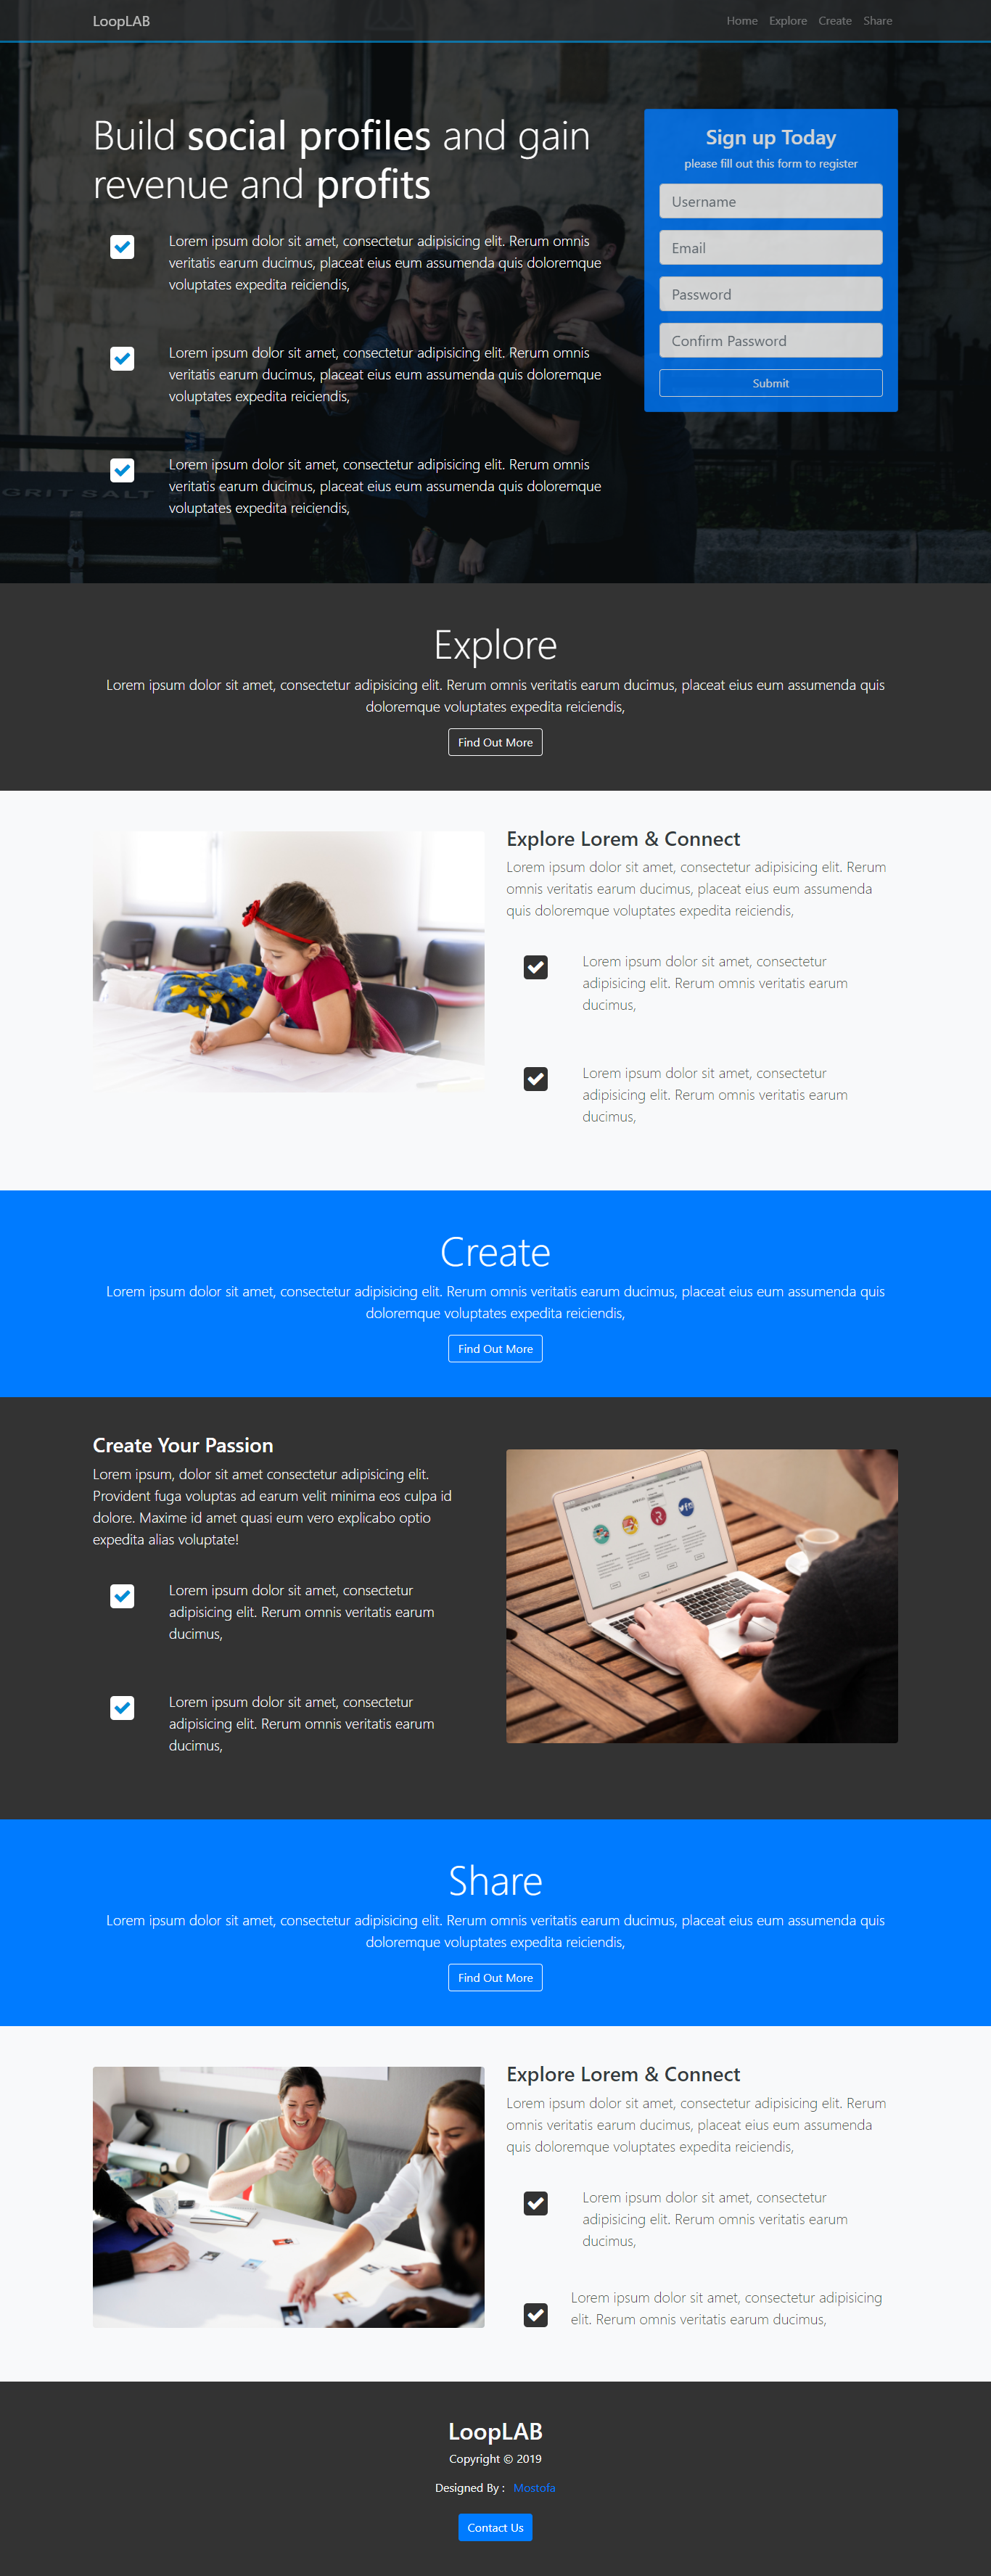 LoopLAB
Home Explore Create Share
Build social profiles and gain
revenue and profits
Lorem ipsum dolor sit amet, consectetur adipisicing elit. Rerum omnis
veritatis earum ducimus, placeat eius eum assumenda quis doloremque
voluptates expedita reiciendis,
Lorem ipsum dolor sit amet, consectetur adipisicing elit. Rerum omnis
veritatis earum ducimus, placeat eius eum assumenda quis doloremque
voluptates expedita reiciendis,
Lorem ipsum dolor sit amet, consectetur adipisicing elit. Rerum omnis
veritatis earum ducimus, placeat eius eum assumenda quis doloremque
voluptates expedita reiciendis,
GRIT SALT
Sign up Today
please fill out this form to register
Username
Email
Password
Confirm Password
Submit
Explore
Lorem ipsum dolor sit amet, consectetur adipisicing elit. Rerum omnis veritatis earum ducimus, placeat eius eum assumenda quis
doloremque voluptates expedita reiciendis,
Find Out More
Explore Lorem & Connect
Lorem ipsum dolor sit amet, consectetur adipisicing elit. Rerum
omnis veritatis earum ducimus, placeat eius eum assumenda
quis doloremque voluptates expedita reiciendis,
Lorem ipsum dolor sit amet, consectetur
adipisicing elit. Rerum omnis veritatis earum
ducimus,
Lorem ipsum dolor sit amet, consectetur
adipisicing elit. Rerum omnis veritatis earum
ducimus,
Create
Lorem ipsum dolor sit amet, consectetur adipisicing elit. Rerum omnis veritatis earum ducimus, placeat eius eum assumenda quis
doloremque voluptates expedita reiciendis,
Find Out More
Create Your Passion
Lorem ipsum, dolor sit amet consectetur adipisicing elit.
Provident fuga voluptas ad earum velit minima eos culpa id
dolore. Maxime id amet quasi eum vero explicabo optio
expedita alias voluptate!
Lorem ipsum dolor sit amet, consectetur
adipisicing elit. Rerum omnis veritatis earum
ducimus,
Lorem ipsum dolor sit amet, consectetur
adipisicing elit. Rerum omnis veritatis earum
ducimus,
Share
Lorem ipsum dolor sit amet, consectetur adipisicing elit. Rerum omnis veritatis earum ducimus, placeat eius eum assumenda quis
doloremque voluptates expedita reiciendis,
Find Out More
Explore Lorem & Connect
Lorem ipsum dolor sit amet, consectetur adipisicing elit. Rerum
omnis veritatis earum ducimus, placeat eius eum assumenda
quis doloremque voluptates expedita reiciendis,
Lorem ipsum dolor sit amet, consectetur
adipisicing elit. Rerum omnis veritatis earum
ducimus,
Lorem ipsum dolor sit amet, consectetur adipisicing
elit. Rerum omnis veritatis earum ducimus,
LoopLAB
Copyright © 2019
Designed By : Mostofa
Contact Us